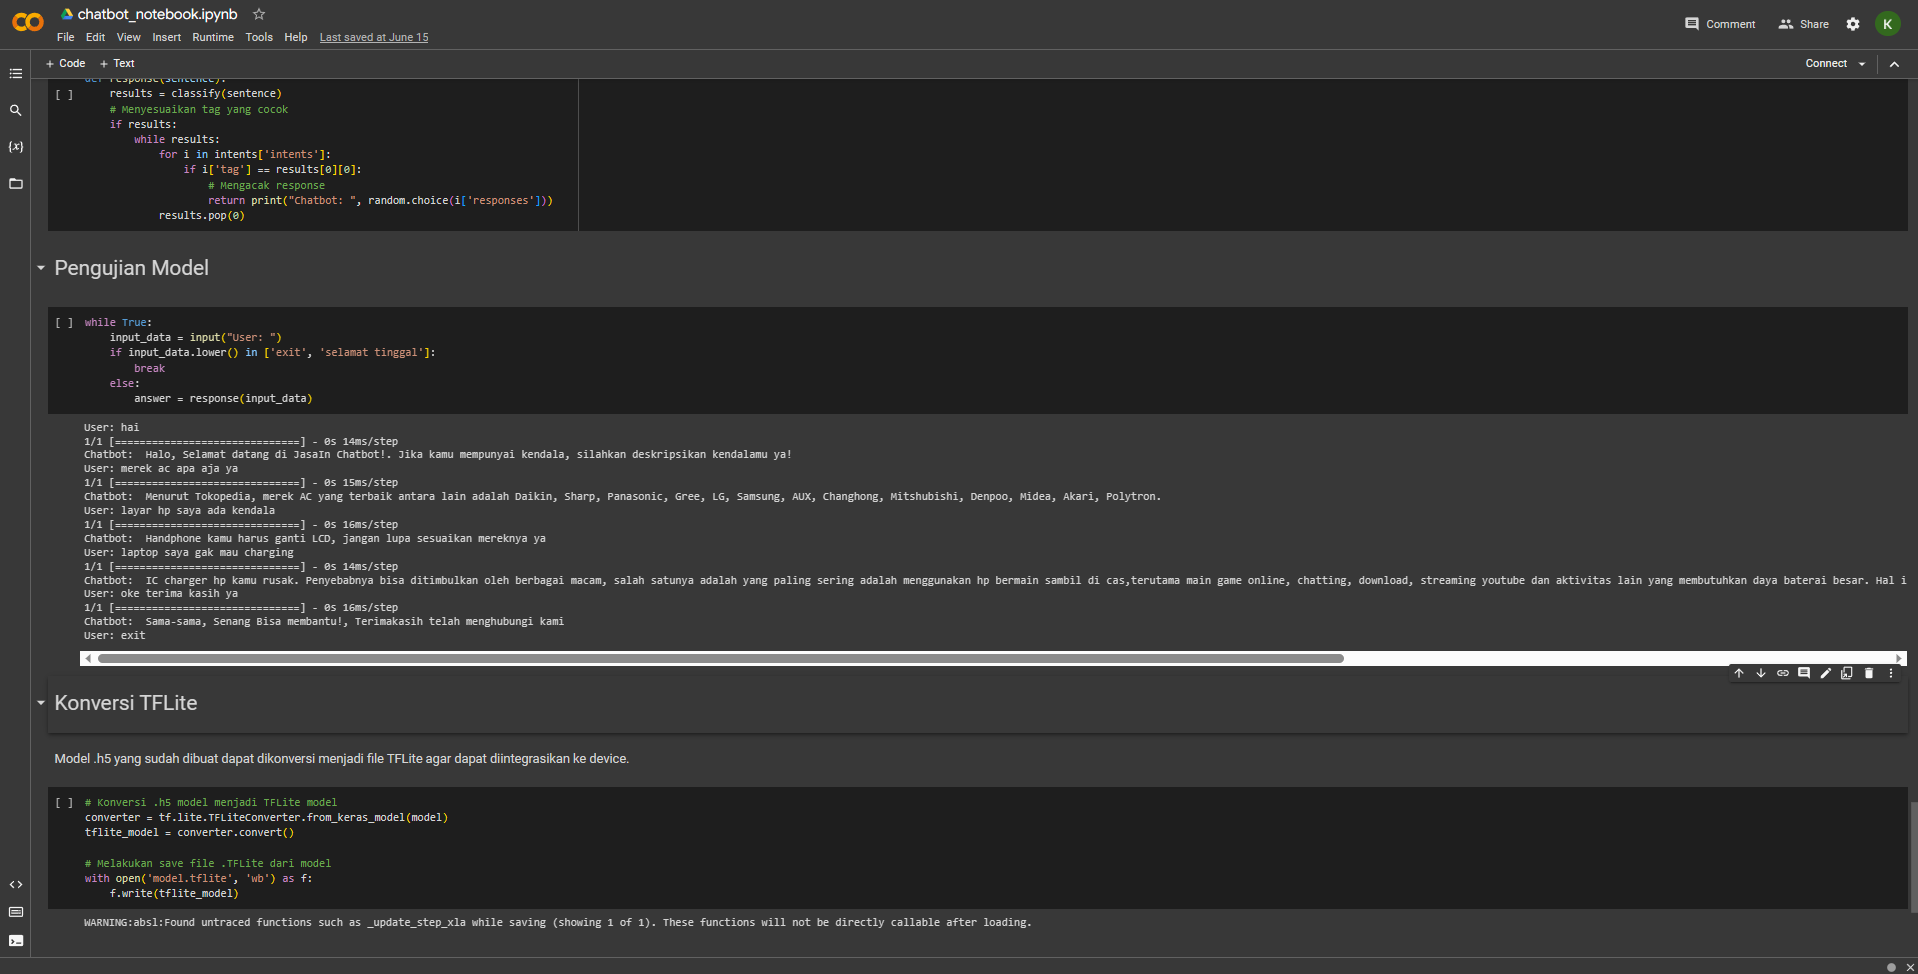 chatbot_notebook.ipynb
File Edit View Insert Runtime Tools Help Last saved at June 15
Comment Share K
+ Code + Text Connect
def response(sentence):
[ ] results = classify(sentence)
# Menyesuaikan tag yang cocok
if results:
while results:
for i in intents['intents']:
if i['tag'] == results[0][0]:
# Mengacak response
return print("Chatbot: ", random.choice(i['responses']))
results.pop(0)
Pengujian Model
[ ] while True:
input_data = input("User: ")
if input_data.lower() in ['exit', 'selamat tinggal']:
break
else:
answer = response(input_data)
User: hai
1/1 [==============================] - 0s 14ms/step
Chatbot:  Halo, Selamat datang di JasaIn Chatbot!. Jika kamu mempunyai kendala, silahkan deskripsikan kendalamu ya!
User: merek ac apa aja ya
1/1 [==============================] - 0s 15ms/step
Chatbot:  Menurut Tokopedia, merek AC yang terbaik antara lain adalah Daikin, Sharp, Panasonic, Gree, LG, Samsung, AUX, Changhong, Mitshubishi, Denpoo, Midea, Akari, Polytron.
User: layar hp saya ada kendala
1/1 [==============================] - 0s 16ms/step
Chatbot:  Handphone kamu harus ganti LCD, jangan lupa sesuaikan mereknya ya
User: laptop saya gak mau charging
1/1 [==============================] - 0s 14ms/step
Chatbot:  IC charger hp kamu rusak. Penyebabnya bisa ditimbulkan oleh berbagai macam, salah satunya adalah yang paling sering adalah menggunakan hp bermain sambil di cas,terutama main game online, chatting, download, streaming youtube dan aktivitas lain yang membutuhkan daya baterai besar. Hal i
User: oke terima kasih ya
1/1 [==============================] - 0s 16ms/step
Chatbot:  Sama-sama, Senang Bisa membantu!, Terimakasih telah menghubungi kami
User: exit
Konversi TFLite
Model .h5 yang sudah dibuat dapat dikonversi menjadi file TFLite agar dapat diintegrasikan ke device.
[ ] # Konversi .h5 model menjadi TFLite model
converter = tf.lite.TFLiteConverter.from_keras_model(model)
tflite_model = converter.convert()
# Melakukan save file .TFLite dari model
with open('model.tflite', 'wb') as f:
f.write(tflite_model)
WARNING:absl:Found untraced functions such as _update_step_xla while saving (showing 1 of 1). These functions will not be directly callable after loading.